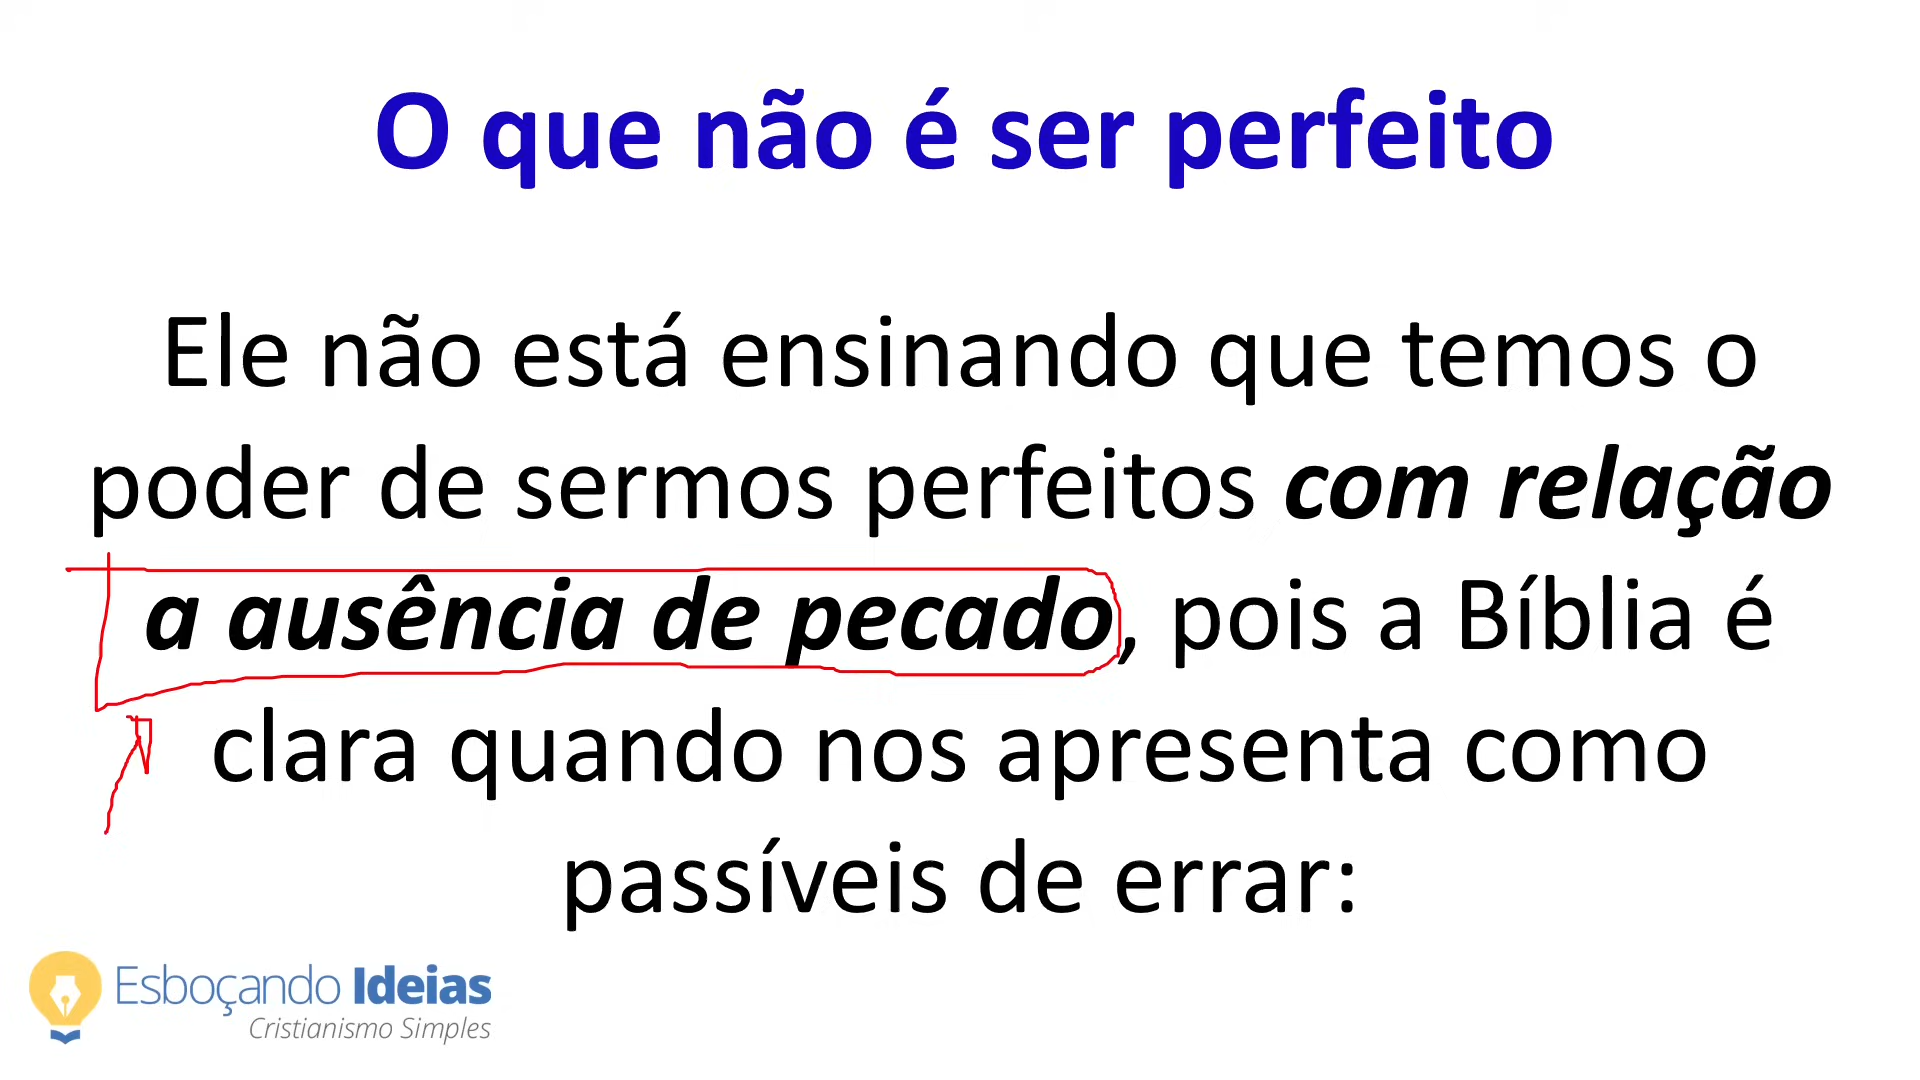 O que não é ser perfeito
Ele não está ensinando que temos o
poder de sermos perfeitos com relação
a ausência de pecado, pois a Bíblia é
clara quando nos apresenta como
passíveis de errar:
Esboçando Ideias
Cristianismo Simples